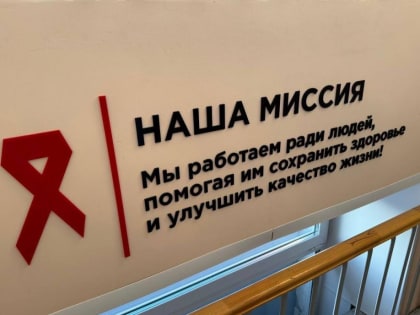 НАША МИССИЯ
Мы работаем ради людей,
помогая им сохранить здоровье
и улучшить качество жизни!